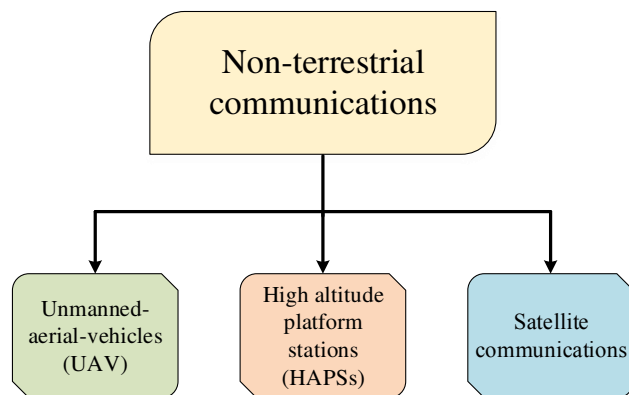 Non-terrestrial
communications
Unmanned-
aerial-vehicles
(UAV)
High altitude
platform
stations
(HAPSs)
Satellite
communications